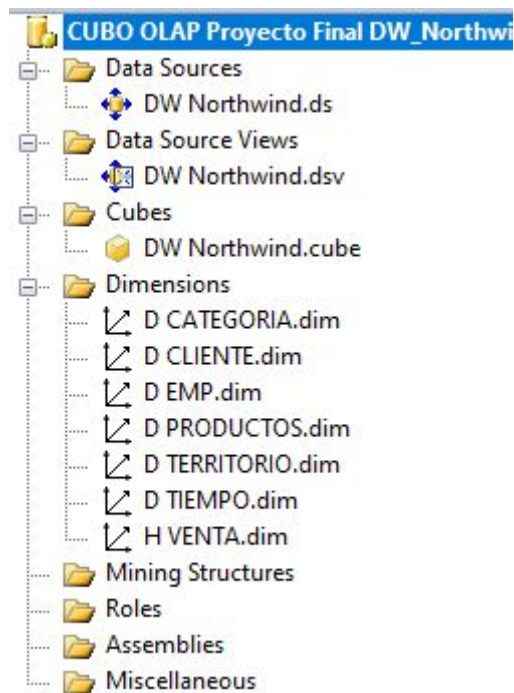 CUBO OLAP Proyecto Final DW_Northwi
Data Sources
DW Northwind.ds
Data Source Views
DW Northwind.dsv
Cubes
DW Northwind.cube
Dimensions
D CATEGORIA.dim
D CLIENTE.dim
D EMP.dim
D PRODUCTOS.dim
D TERRITORIO.dim
D TIEMPO.dim
H VENTA.dim
Mining Structures
Roles
Assemblies
Miscellaneous